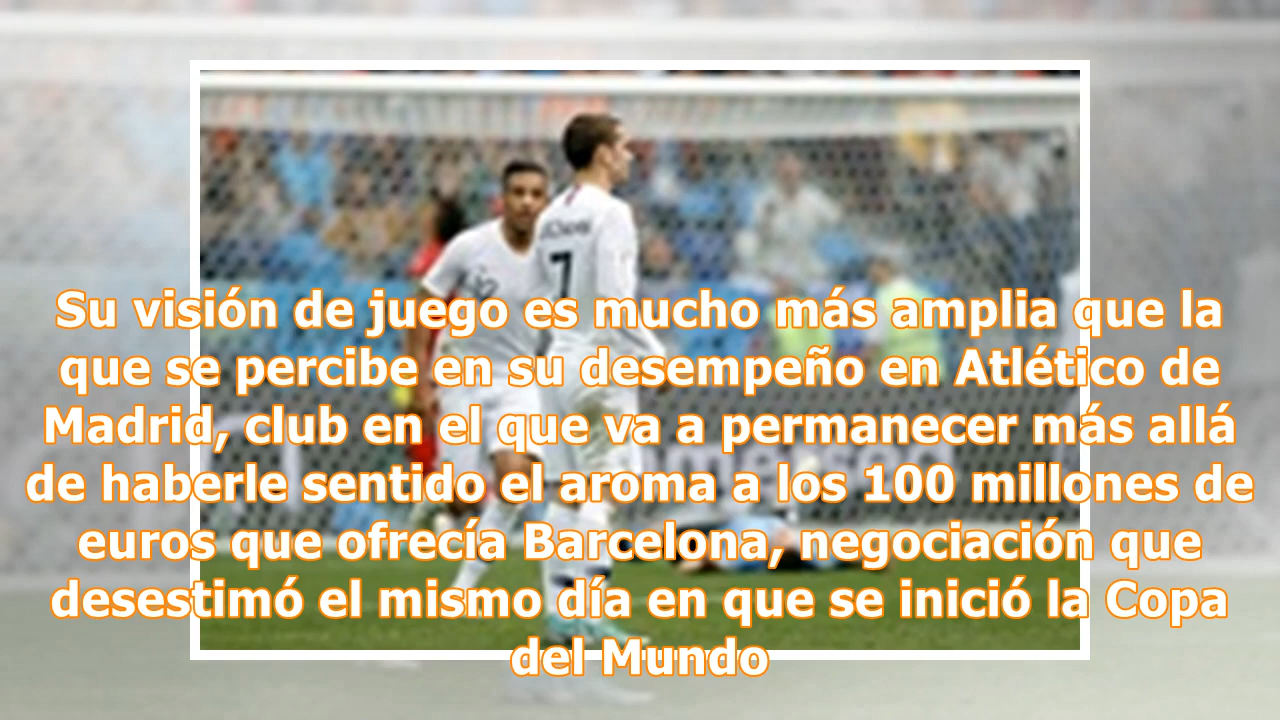 Su visión de juego es mucho más amplia que la
que se percibe en su desempeño en Atlético de
Madrid, club en el que va a permanecer más allá
de haberle sentido el aroma a los 100 millones de
euros que ofrecía Barcelona, negociación que
desestimó el mismo día en que se inició la Copa
del Mundo
7